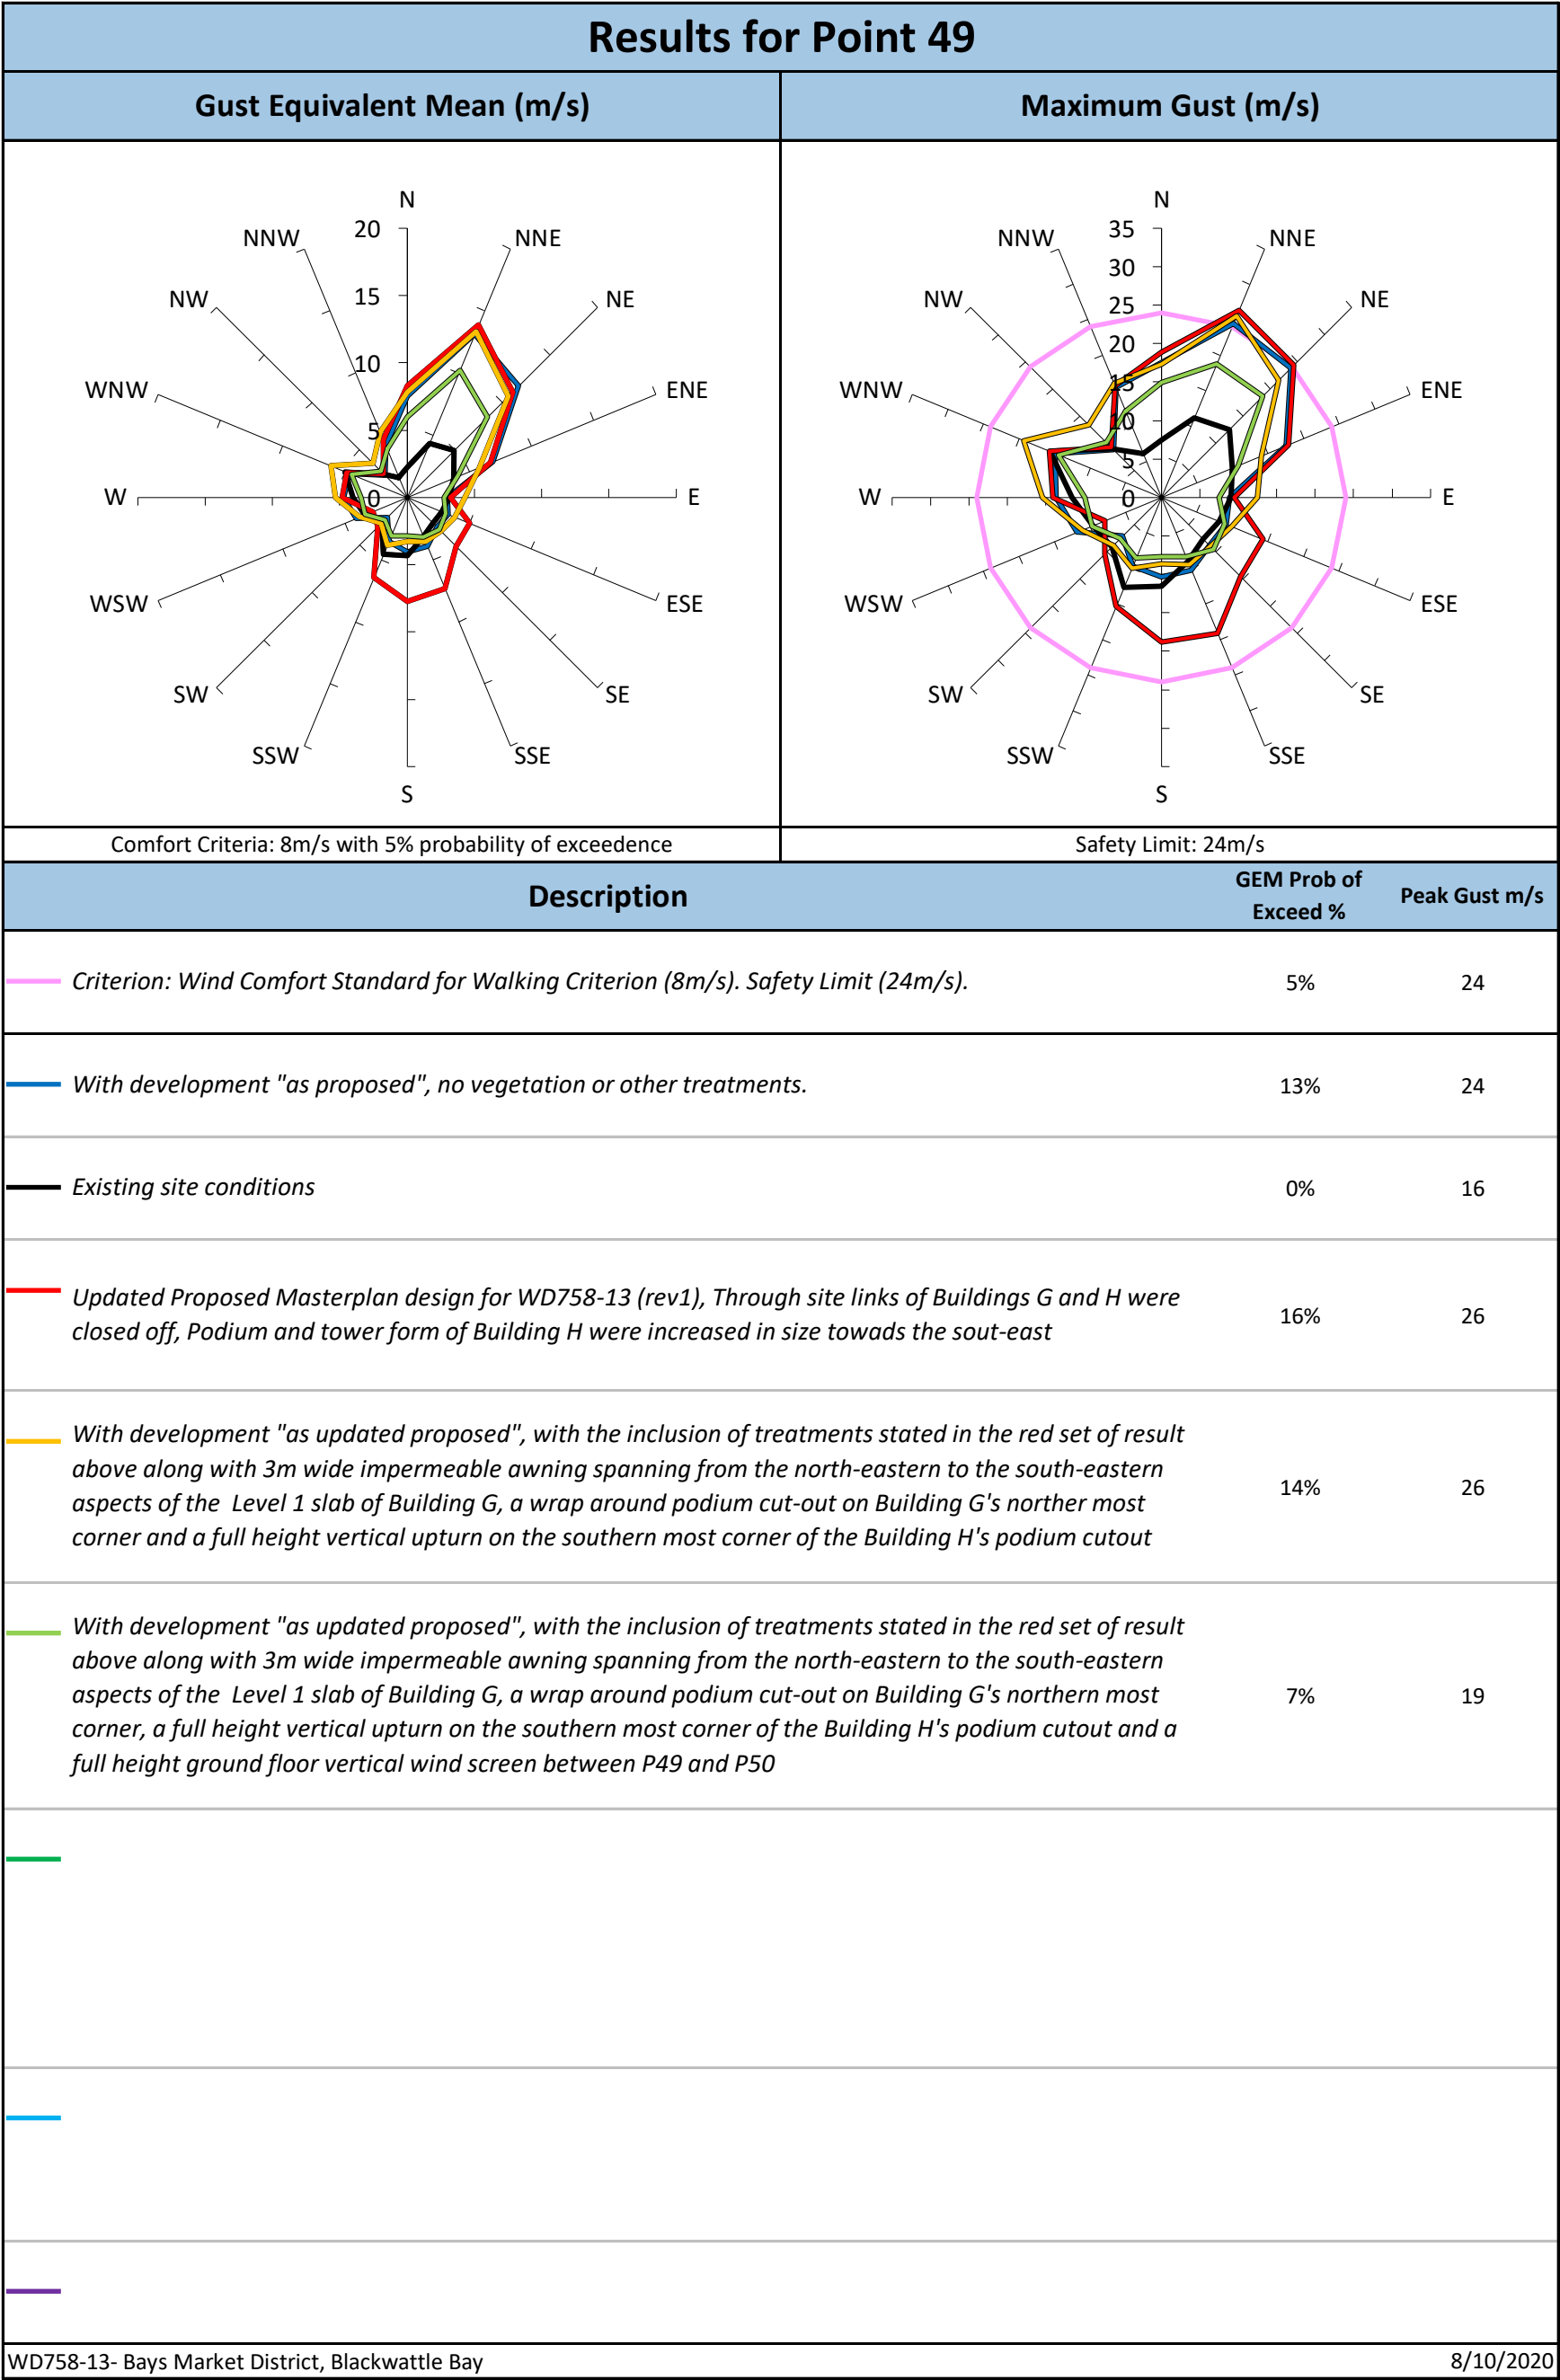 Results for Point 49
Gust Equivalent Mean (m/s)
Maximum Gust (m/s)
N
NNE
NE
ENE
E
ESE
SE
SSE
S
SSW
SW
WSW
W
WNW
NW
NNW
20
15
10
5
0
N
NNE
NE
ENE
E
ESE
SE
SSE
S
SSW
SW
WSW
W
WNW
NW
NNW
35
30
25
20
15
10
5
0
Comfort Criteria: 8m/s with 5% probability of exceedence
Safety Limit: 24m/s
Description
GEM Prob of
Exceed %
Peak Gust m/s
Criterion: Wind Comfort Standard for Walking Criterion (8m/s). Safety Limit (24m/s).
5%
24
With development "as proposed", no vegetation or other treatments.
13%
24
Existing site conditions
0%
16
Updated Proposed Masterplan design for WD758-13 (rev1), Through site links of Buildings G and H were
closed off, Podium and tower form of Building H were increased in size towads the sout-east
16%
26
With development "as updated proposed", with the inclusion of treatments stated in the red set of result
above along with 3m wide impermeable awning spanning from the north-eastern to the south-eastern
aspects of the Level 1 slab of Building G, a wrap around podium cut-out on Building G's norther most
corner and a full height vertical upturn on the southern most corner of the Building H's podium cutout
14%
26
With development "as updated proposed", with the inclusion of treatments stated in the red set of result
above along with 3m wide impermeable awning spanning from the north-eastern to the south-eastern
aspects of the Level 1 slab of Building G, a wrap around podium cut-out on Building G's northern most
corner, a full height vertical upturn on the southern most corner of the Building H's podium cutout and a
full height ground floor vertical wind screen between P49 and P50
7%
19
WD758-13- Bays Market District, Blackwattle Bay
8/10/2020